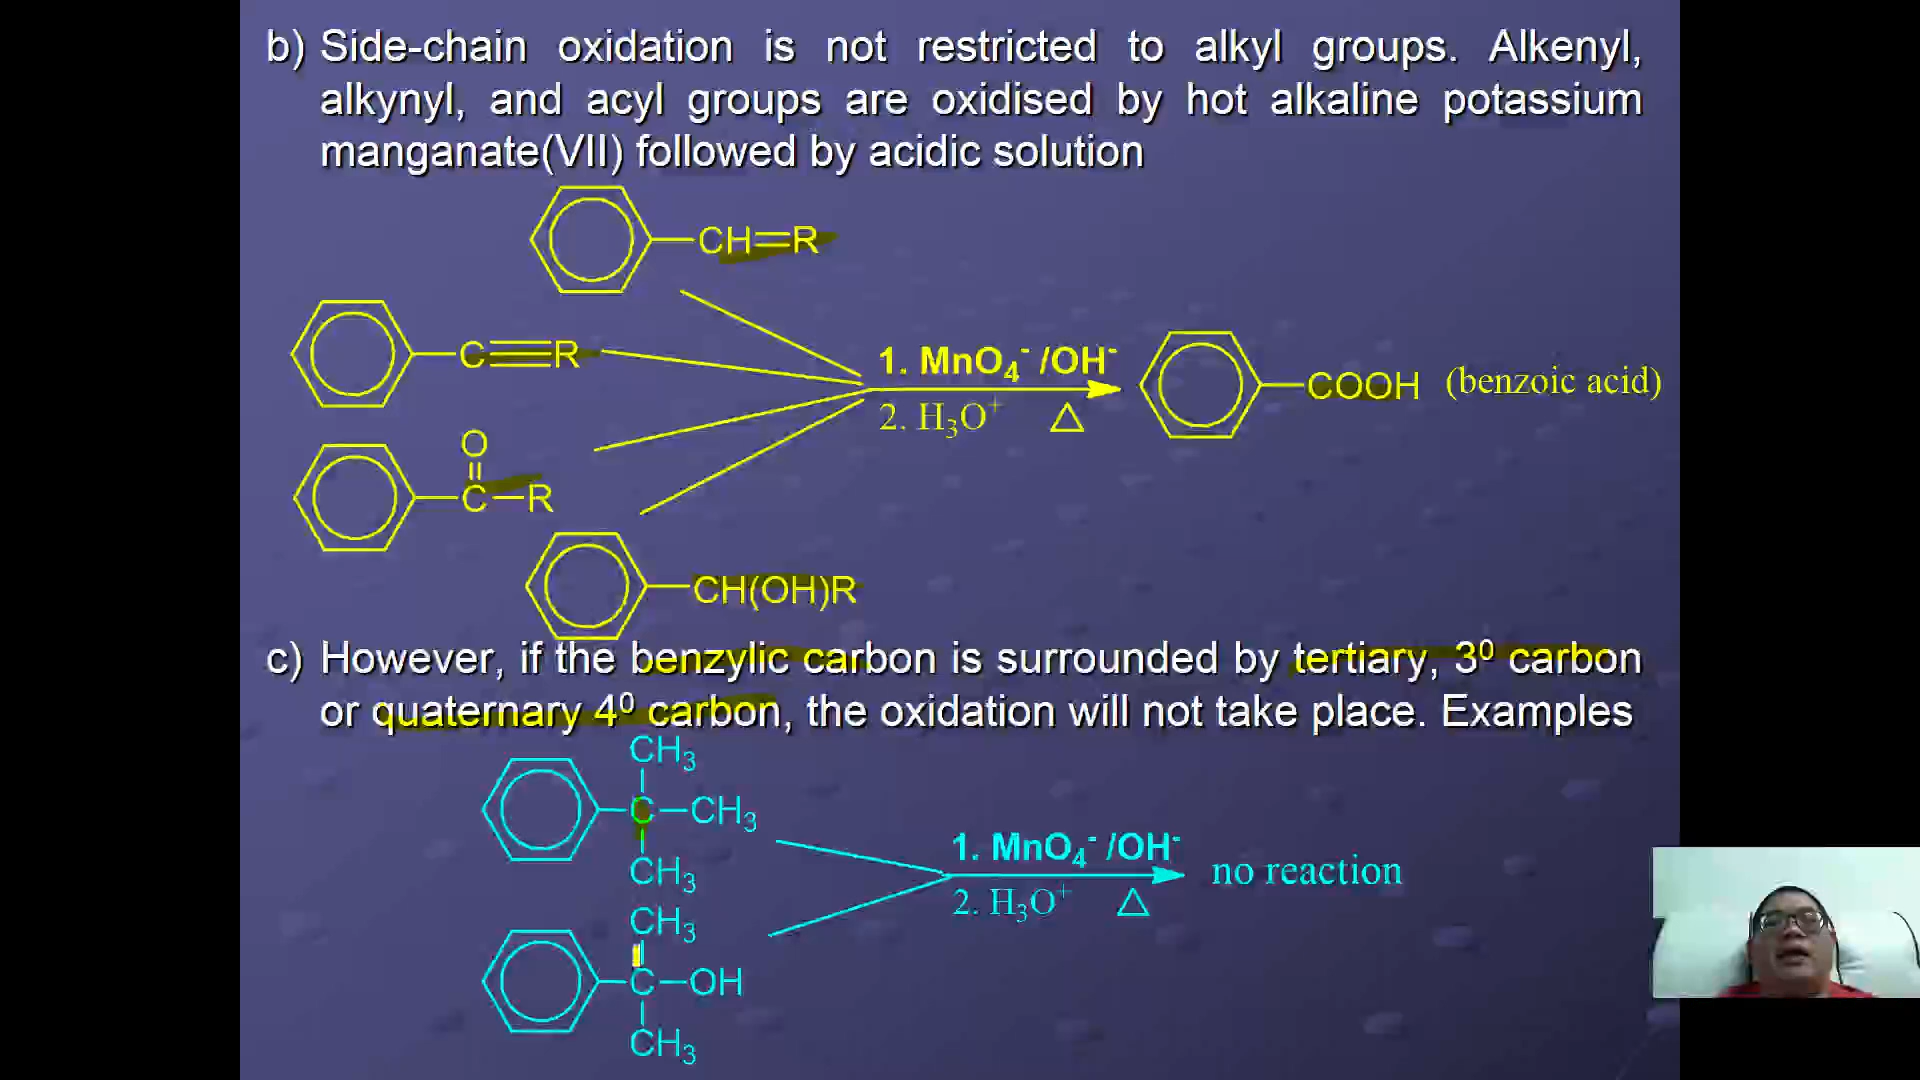 b) Side-chain oxidation is not restricted to alkyl groups. Alkenyl,
alkynyl, and acyl groups are oxidised by hot alkaline potassium
manganate(VII) followed by acidic solution
CH=R
C≡R
O
C-R
CH(OH)R
1. MnO₄⁻ /OH⁻
2. H₃O⁺ △
COOH (benzoic acid)
c) However, if the benzylic carbon is surrounded by tertiary, 3⁰ carbon
or quaternary 4⁰ carbon, the oxidation will not take place. Examples
CH₃
C-CH₃
CH₃
CH₃
C-OH
CH₃
1. MnO₄⁻ /OH⁻
2. H₃O⁺ △
no reaction